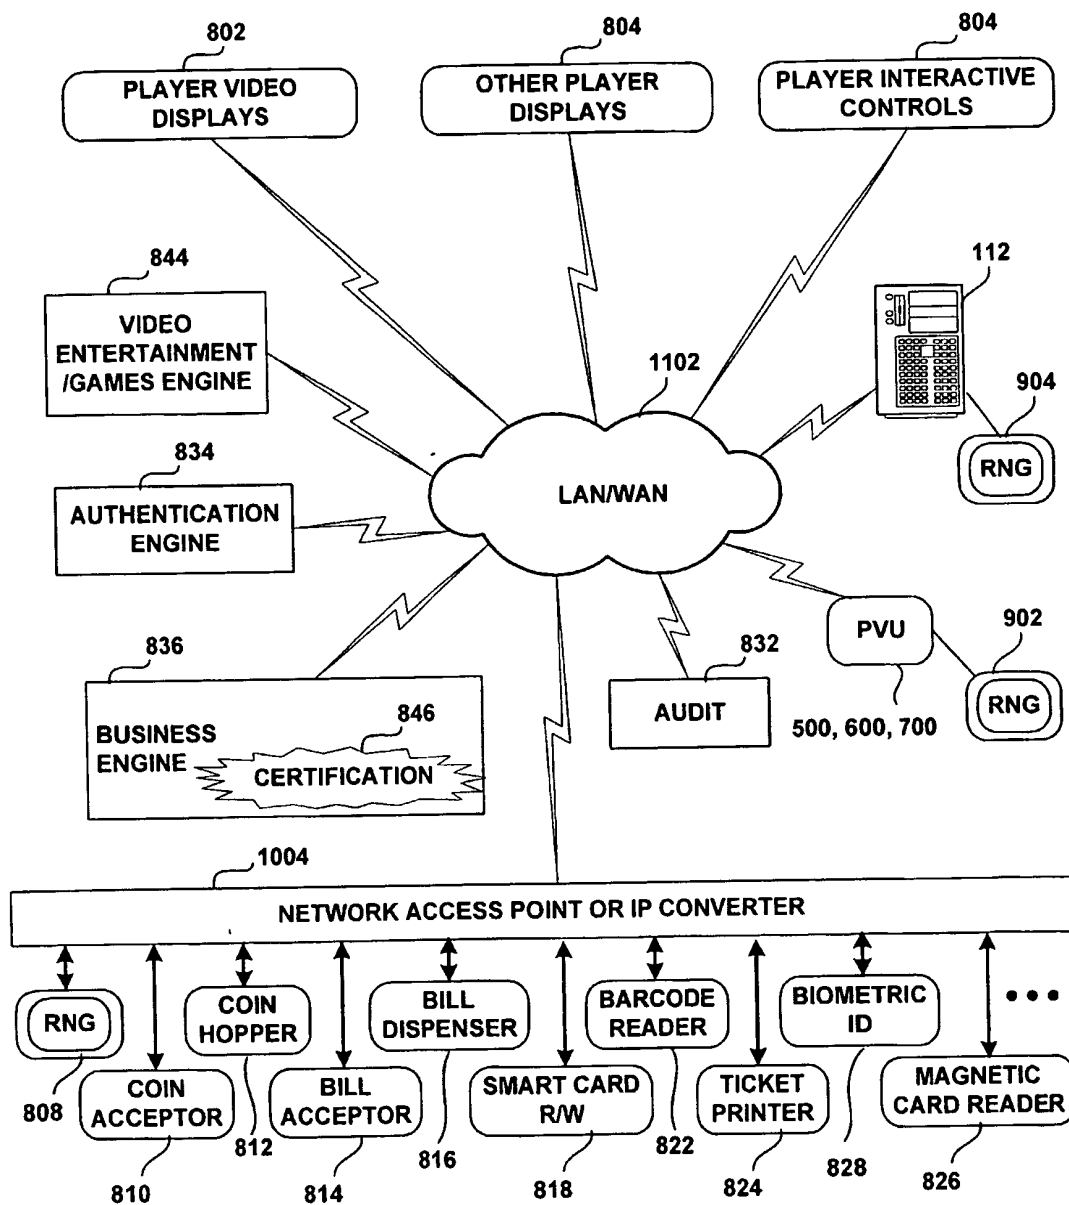 802
804
804
PLAYER VIDEO
DISPLAYS
OTHER PLAYER
DISPLAYS
PLAYER INTERACTIVE
CONTROLS
844
VIDEO
ENTERTAINMENT
/GAMES ENGINE
112
1102
904
RNG
LAN/WAN
834
AUTHENTICATION
ENGINE
PVU
500, 600, 700
902
RNG
832
AUDIT
836
BUSINESS
ENGINE
846
CERTIFICATION
1004
NETWORK ACCESS POINT OR IP CONVERTER
RNG
808
COIN
ACCEPTOR
810
COIN
HOPPER
812
BILL
ACCEPTOR
814
BILL
DISPENSER
816
SMART CARD
R/W
818
BARCODE
READER
822
TICKET
PRINTER
824
BIOMETRIC
ID
828
MAGNETIC
CARD READER
826